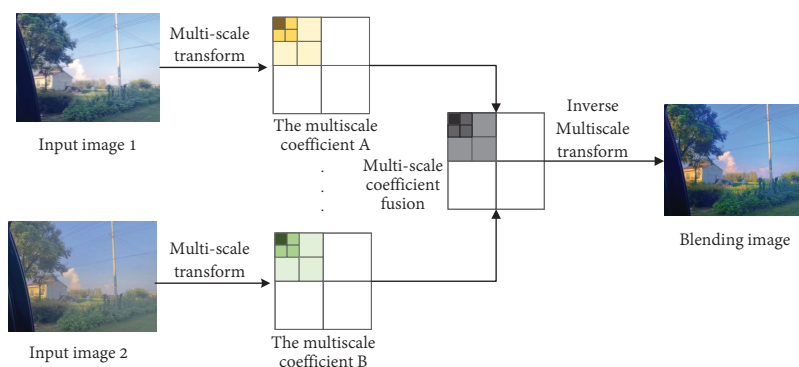 Multi-scale
transform
Input image 1
The multiscale
coefficient A
.
.
.
Multi-scale
coefficient
fusion
Inverse
Multiscale
transform
Blending image
Multi-scale
transform
Input image 2
The multiscale
coefficient B